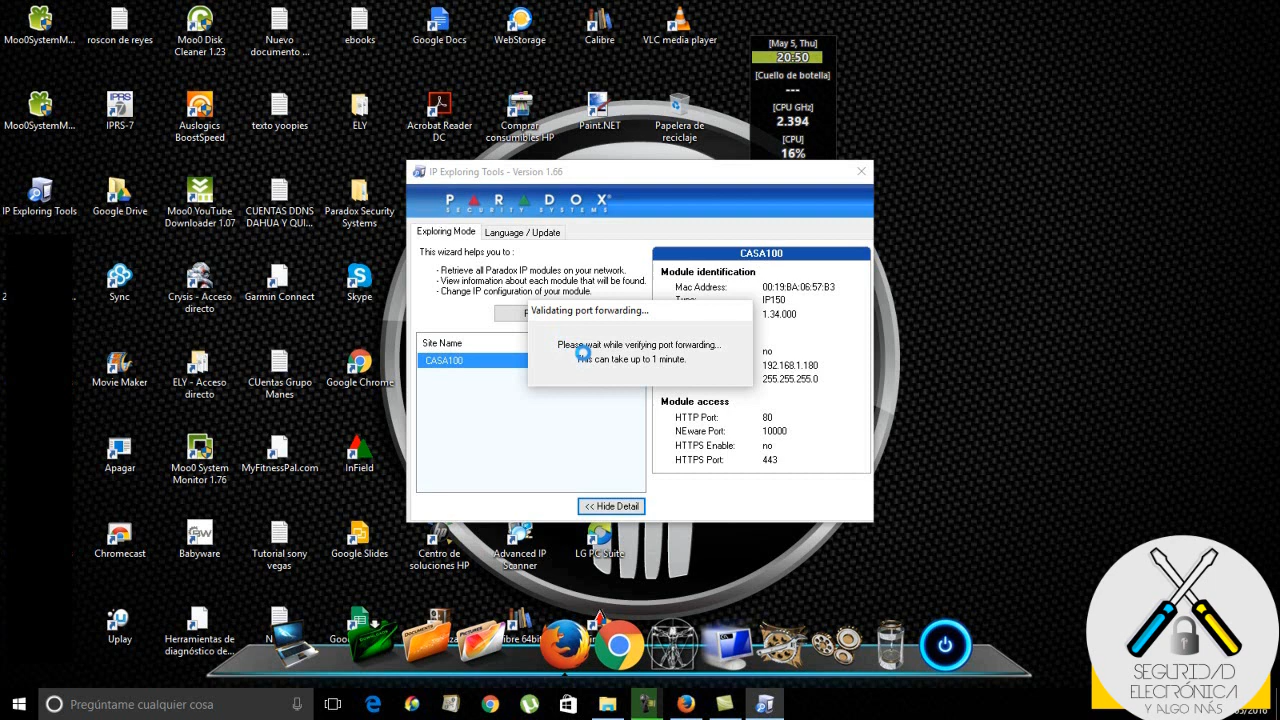 Moo0SystemM...
roscon de reyes
Moo0 Disk
Cleaner 1.23
Nuevo
documento ...
ebooks
Google Docs
WebStorage
Calibre
VLC media player
[May 5, Thu]
20:50
[Cuello de botella]
---
[CPU GHz]
2.394
[CPU]
16%
Moo0SystemM...
IPRS-7
Auslogics
BoostSpeed
texto yoopies
ELY
Acrobat Reader
DC
Comprar
consumibles HP
Paint.NET
Papelera de
reciclaje
IP Exploring Tools
Google Drive
Moo0 YouTube
Downloader 1.07
CUENTAS DDNS
DAHUA Y QUI...
Paradox Security
Systems
Sync
Crysis - Acceso
directo
Garmin Connect
Skype
Movie Maker
ELY - Acceso
directo
CUentas Grupo
Manes
Google Chrome
Apagar
Moo0 System
Monitor 1.76
MyFitnessPal.com
InField
Chromecast
Babyware
Tutorial sony
vegas
Google Slides
Centro de
soluciones HP
Advanced IP
Scanner
LG PC Suite
Uplay
Herramientas de
diagnóstico de...
IP Exploring Tools - Version 1.66
PARADOX
SECURITY SYSTEMS
Exploring Mode
Language / Update
This wizard helps you to :
- Retrieve all Paradox IP modules on your network.
- View information about each module that will be found.
- Change IP configuration of your module.
Site Name
CASA100
<< Hide Detail
CASA100
Module identification
Mac Address: 00:19:BA:06:57:B3
IP150
1.34.000
no
192.168.1.180
255.255.255.0
Module access
HTTP Port: 80
NEware Port: 10000
HTTPS Enable: no
HTTPS Port: 443
Validating port forwarding...
Please wait while verifying port forwarding...
This can take up to 1 minute.
Pregúntame cualquier cosa
SEGURIDAD
ELECRÓNICA
Y ALGO MÁS